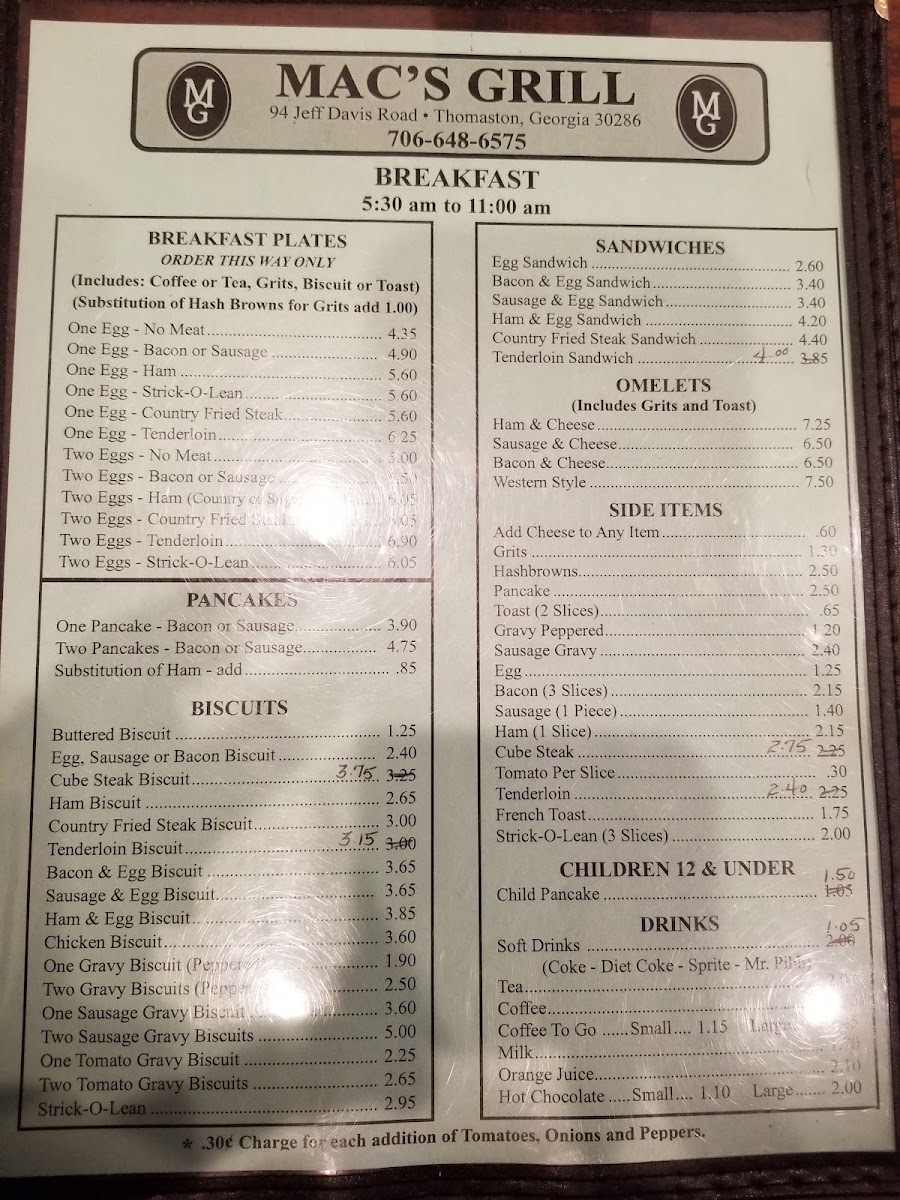 MG
MAC'S GRILL
MG
94 Jeff Davis Road • Thomaston, Georgia 30286
706-648-6575
BREAKFAST
5:30 am to 11:00 am
BREAKFAST PLATES
ORDER THIS WAY ONLY
(Includes: Coffee or Tea, Grits, Biscuit or Toast)
(Substitution of Hash Browns for Grits add 1.00)
One Egg - No Meat 4.35
One Egg - Bacon or Sausage 4.90
One Egg - Ham 5.60
One Egg - Strick-O-Lean 5.60
One Egg - Country Fried Steak 5.60
One Egg - Tenderloin 6.25
Two Eggs - No Meat 5.00
Two Eggs - Bacon or Sausage
Two Eggs - Ham (Country or 6.05
Two Eggs - Country Fried 6.05
Two Eggs - Tenderloin 6.90
Two Eggs - Strick-O-Lean 6.05
PANCAKES
One Pancake - Bacon or Sausage 3.90
Two Pancakes - Bacon or Sausage 4.75
Substitution of Ham - add .85
BISCUITS
Buttered Biscuit 1.25
Egg, Sausage or Bacon Biscuit 2.40
Cube Steak Biscuit 3.75 3.25
Ham Biscuit 2.65
Country Fried Steak Biscuit 3.00
Tenderloin Biscuit 3.15 3.00
Bacon & Egg Biscuit 3.65
Sausage & Egg Biscuit 3.65
Ham & Egg Biscuit 3.85
Chicken Biscuit 3.60
One Gravy Biscuit (Peppered 1.90
Two Gravy Biscuits 2.50
One Sausage Gravy Biscuit 3.60
Two Sausage Gravy Biscuits 5.00
One Tomato Gravy Biscuit 2.25
Two Tomato Gravy Biscuits 2.65
Strick-O-Lean 2.95
SANDWICHES
Egg Sandwich 2.60
Bacon & Egg Sandwich 3.40
Sausage & Egg Sandwich 3.40
Ham & Egg Sandwich 4.20
Country Fried Steak Sandwich 4.40
Tenderloin Sandwich 4.00 3.85
OMELETS
(Includes Grits and Toast)
Ham & Cheese 7.25
Sausage & Cheese 6.50
Bacon & Cheese 6.50
Western Style 7.50
SIDE ITEMS
Add Cheese to Any Item .60
Grits 1.30
Hashbrowns 2.50
Pancake 2.50
Toast (2 Slices) .65
Gravy Peppered 1.20
Sausage Gravy 2.40
Egg 1.25
Bacon (3 Slices) 2.15
Sausage (1 Piece) 1.40
Ham (1 Slice) 2.15
Cube Steak 2.75 2.25
Tomato Per Slice .30
Tenderloin 2.40 2.25
French Toast 1.75
Strick-O-Lean (3 Slices) 2.00
CHILDREN 12 & UNDER
Child Pancake 1.50 1.05
DRINKS
Soft Drinks 1.05 2.00
(Coke - Diet Coke - Sprite - Mr. Pibb)
Tea
Coffee
Coffee To Go Small 1.15 Large
Milk
Orange Juice 2.10
Hot Chocolate Small 1.10 Large 2.00
* .30¢ Charge for each addition of Tomatoes, Onions and Peppers.